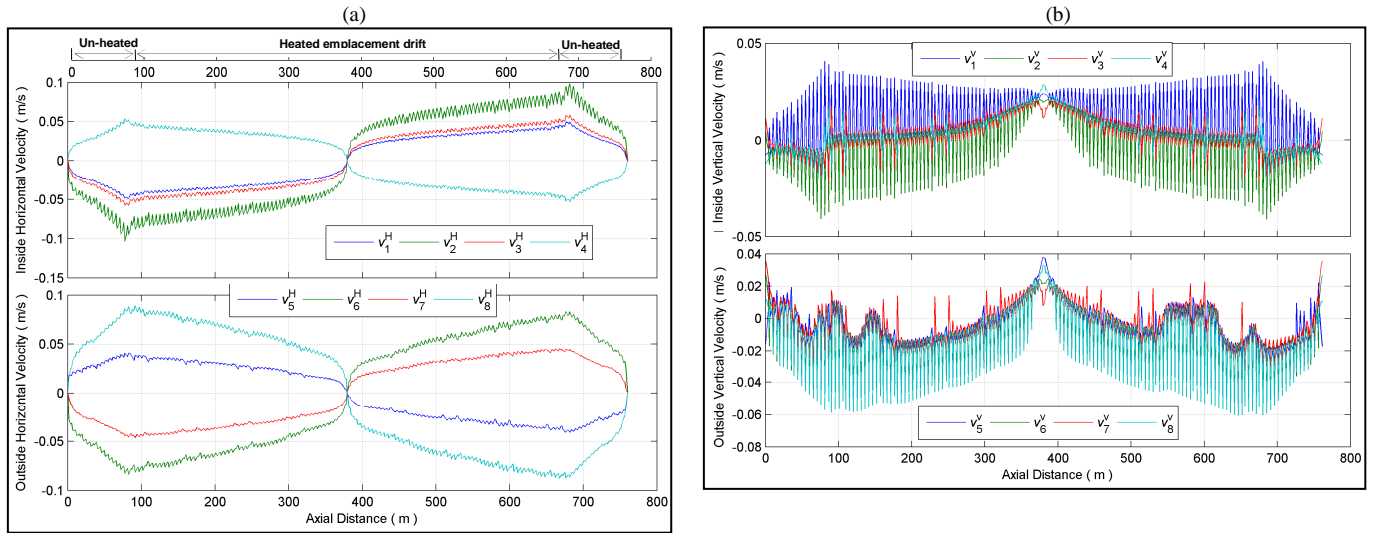 (a)
(b)
Un-heated
Heated emplacement drift
Un-heated
0 100 200 300 400 500 600 700 800
Inside Horizontal Velocity ( m/s )
0.1
0.05
0
-0.05
-0.1
-0.15
v1H v2H v3H v4H
Outside Horizontal Velocity ( m/s )
0.1
0.05
0
-0.05
-0.1
v5H v6H v7H v8H
0 100 200 300 400 500 600 700 800
Axial Distance ( m )
Inside Vertical Velocity ( m/s )
0.05
0
-0.05
v1v v2v v3v v4v
Outside Vertical Velocity ( m/s )
0.04
0.02
0
-0.02
-0.04
-0.06
-0.08
v5v v6v v7v v8v
0 100 200 300 400 500 600 700 800
Axial Distance ( m )